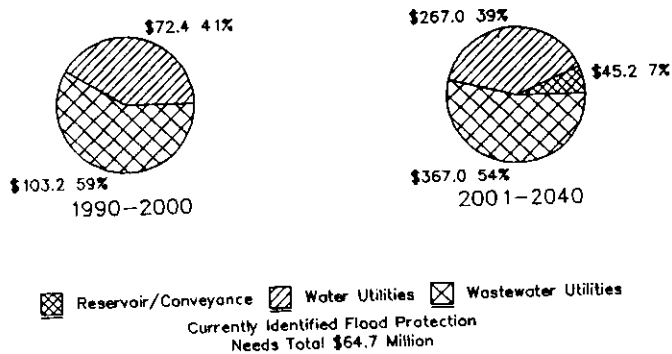 $72.4 41%
$267.0 39%
$45.2 7%
$103.2 59%
$367.0 54%
1990-2000
2001-2040
Reservoir/Conveyance Water Utilities Wastewater Utilities
Currently Identified Flood Protection
Needs Total $64.7 Million